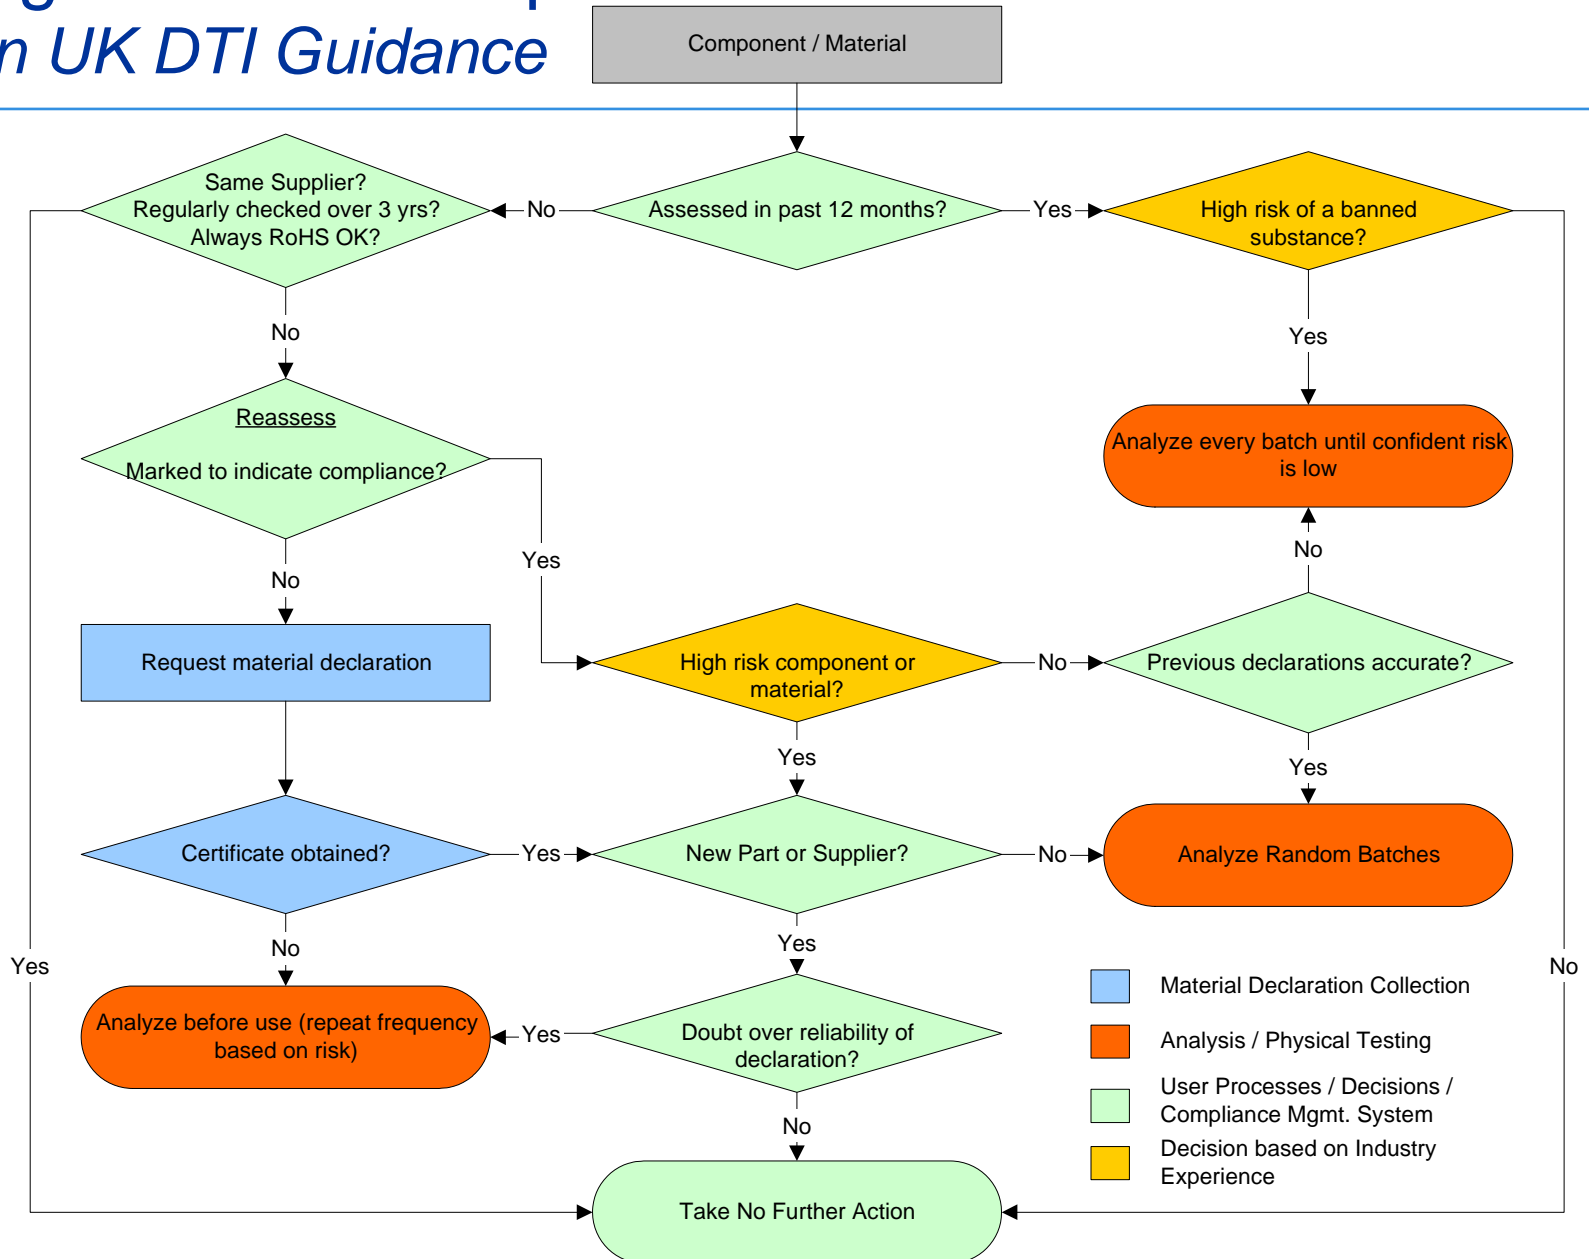 n UK DTI Guidance
Component / Material
Same Supplier?
Regularly checked over 3 yrs?
Always RoHS OK?
No
Assessed in past 12 months?
Yes
High risk of a banned
substance?
No
Yes
Reassess
Marked to indicate compliance?
Analyze every batch until confident risk
is low
Yes
No
No
Request material declaration
High risk component or
material?
No
Previous declarations accurate?
Yes
Yes
Certificate obtained?
Yes
New Part or Supplier?
No
Analyze Random Batches
No
Yes
Yes
No
Analyze before use (repeat frequency
based on risk)
Yes
Doubt over reliability of
declaration?
No
Material Declaration Collection
Analysis / Physical Testing
User Processes / Decisions /
Compliance Mgmt. System
Decision based on Industry
Experience
Take No Further Action